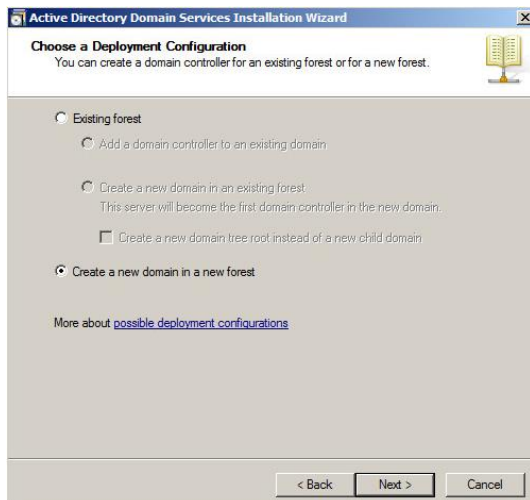 Active Directory Domain Services Installation Wizard
Choose a Deployment Configuration
You can create a domain controller for an existing forest or for a new forest.
Existing forest
Add a domain controller to an existing domain
Create a new domain in an existing forest
This server will become the first domain controller in the new domain.
Create a new domain tree root instead of a new child domain
Create a new domain in a new forest
More about possible deployment configurations
< Back Next > Cancel